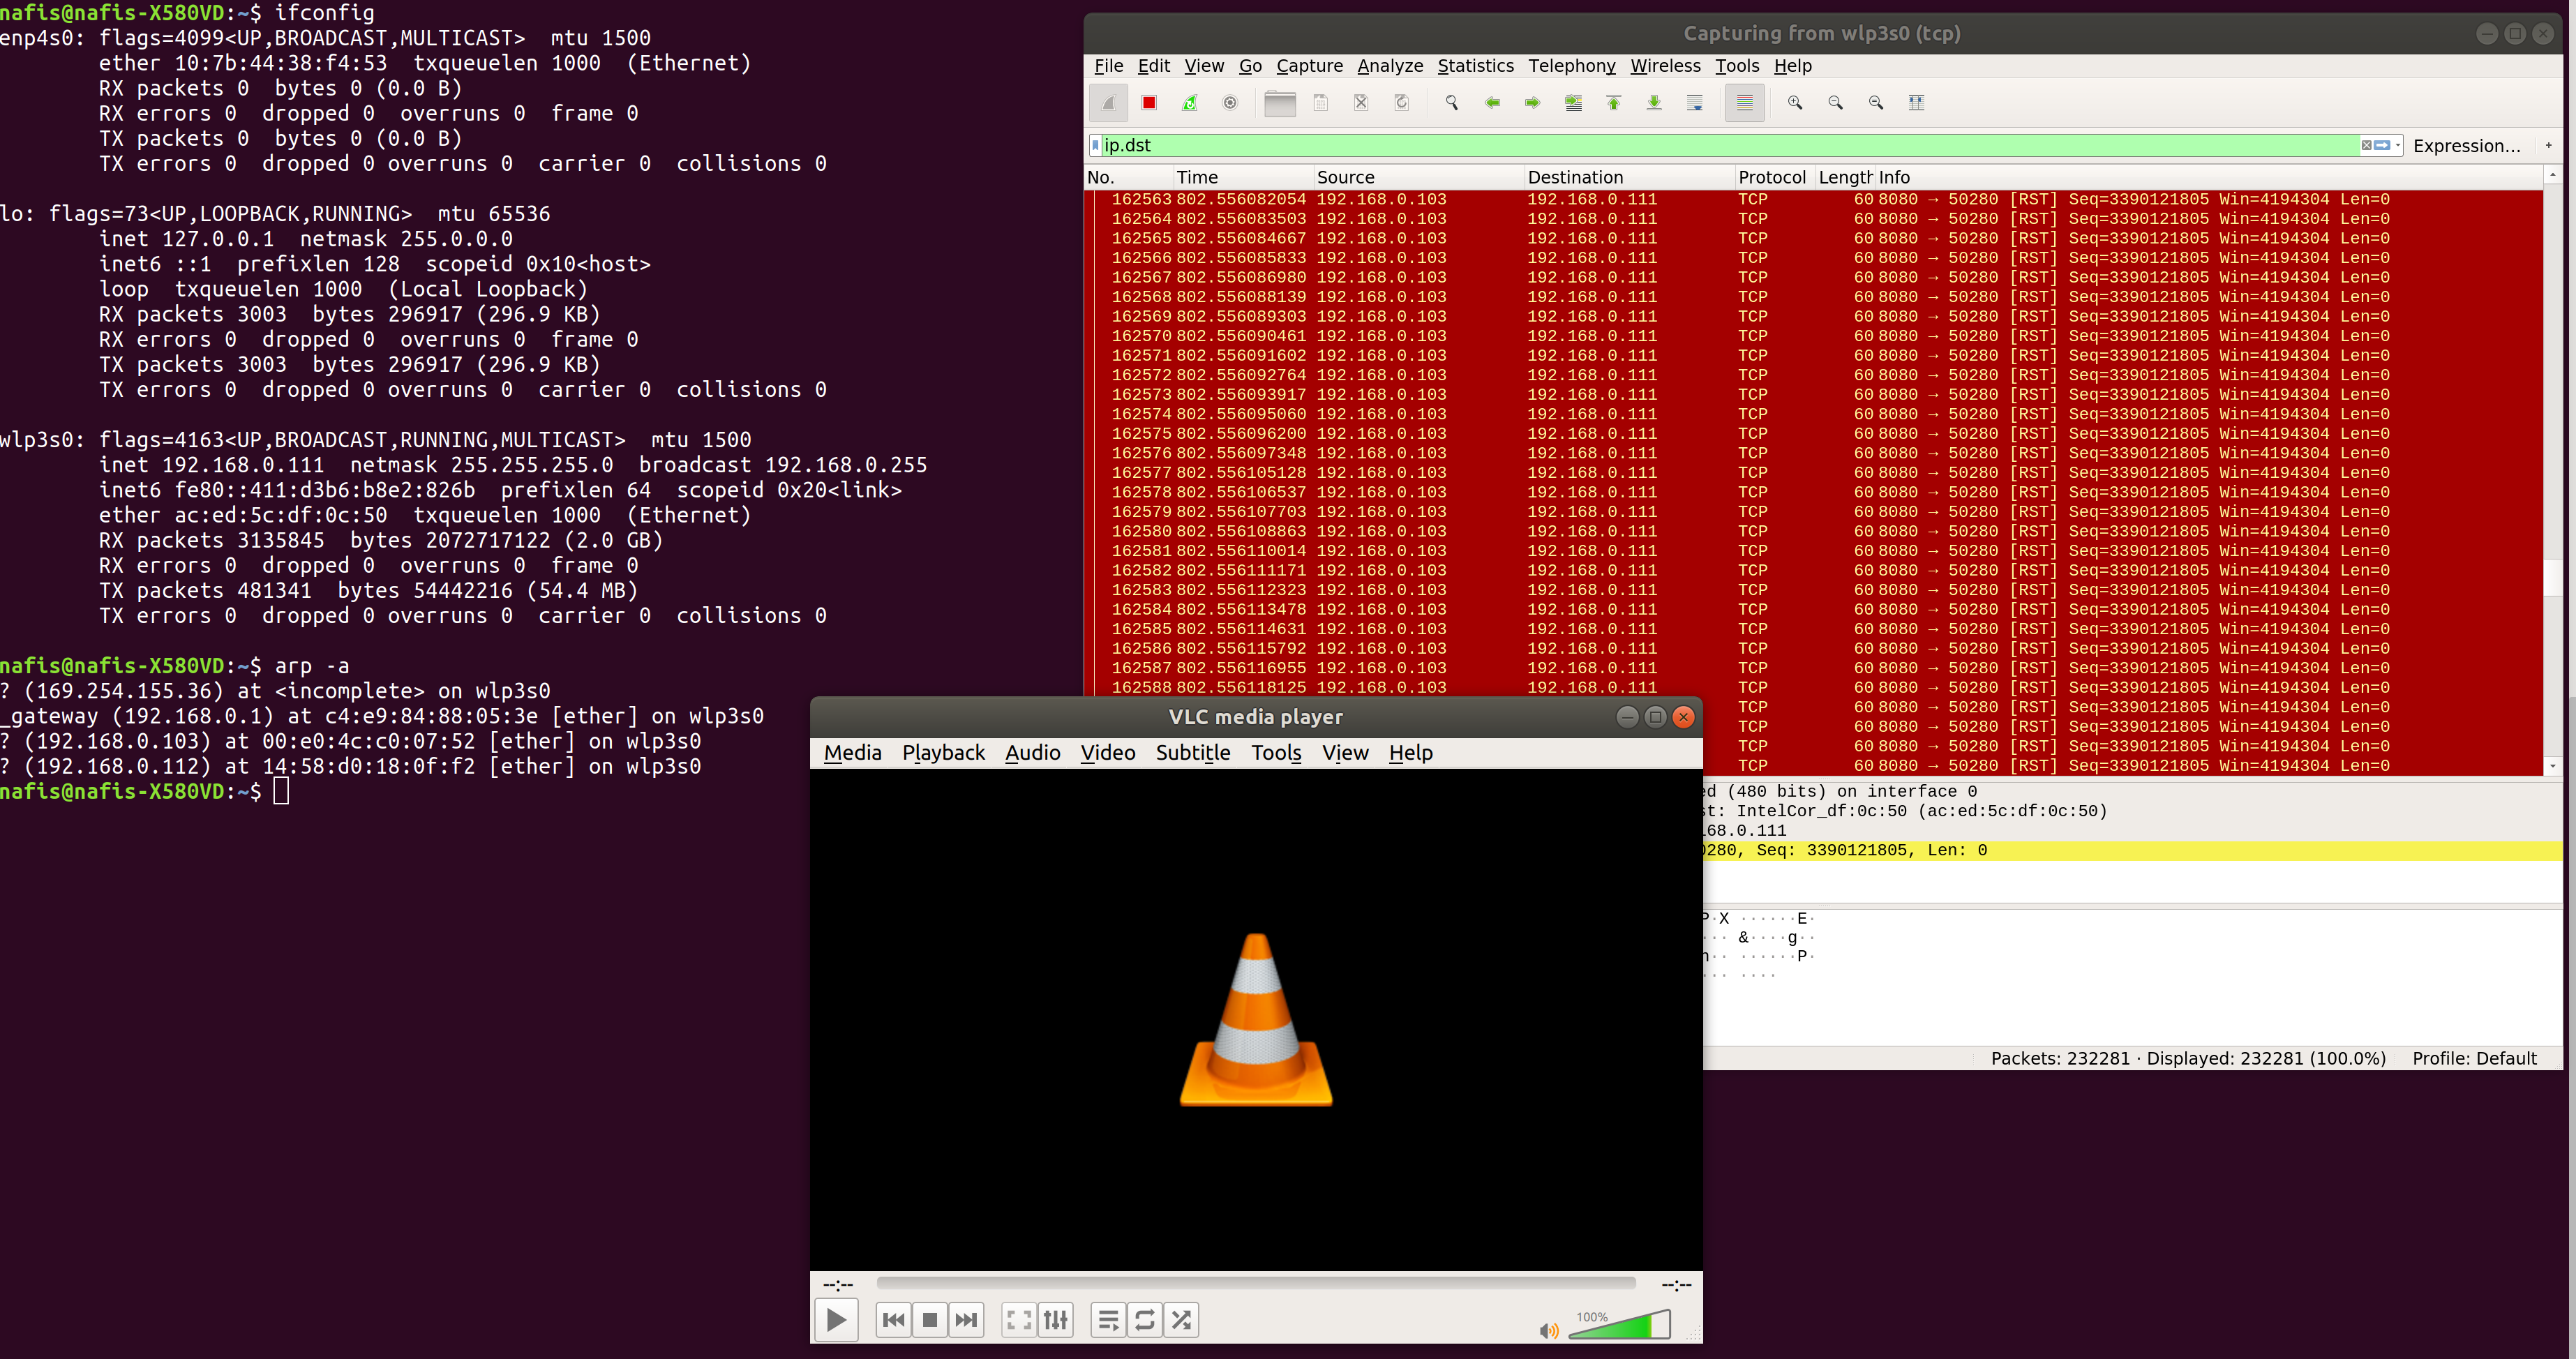 nafis@nafis-X580VD:~$ ifconfig
enp4s0: flags=4099<UP,BROADCAST,MULTICAST>  mtu 1500
        ether 10:7b:44:38:f4:53  txqueuelen 1000  (Ethernet)
        RX packets 0  bytes 0 (0.0 B)
        RX errors 0  dropped 0  overruns 0  frame 0
        TX packets 0  bytes 0 (0.0 B)
        TX errors 0  dropped 0 overruns 0  carrier 0  collisions 0
lo: flags=73<UP,LOOPBACK,RUNNING>  mtu 65536
        inet 127.0.0.1  netmask 255.0.0.0
        inet6 ::1  prefixlen 128  scopeid 0x10<host>
        loop  txqueuelen 1000  (Local Loopback)
        RX packets 3003  bytes 296917 (296.9 KB)
        RX errors 0  dropped 0  overruns 0  frame 0
        TX packets 3003  bytes 296917 (296.9 KB)
        TX errors 0  dropped 0 overruns 0  carrier 0  collisions 0
wlp3s0: flags=4163<UP,BROADCAST,RUNNING,MULTICAST>  mtu 1500
        inet 192.168.0.111  netmask 255.255.255.0  broadcast 192.168.0.255
        inet6 fe80::411:d3b6:b8e2:826b  prefixlen 64  scopeid 0x20<link>
        ether ac:ed:5c:df:0c:50  txqueuelen 1000  (Ethernet)
        RX packets 3135845  bytes 2072717122 (2.0 GB)
        RX errors 0  dropped 0  overruns 0  frame 0
        TX packets 481341  bytes 54442216 (54.4 MB)
        TX errors 0  dropped 0 overruns 0  carrier 0  collisions 0
nafis@nafis-X580VD:~$ arp -a
? (169.254.155.36) at <incomplete> on wlp3s0
_gateway (192.168.0.1) at c4:e9:84:88:05:3e [ether] on wlp3s0
? (192.168.0.103) at 00:e0:4c:c0:07:52 [ether] on wlp3s0
? (192.168.0.112) at 14:58:d0:18:0f:f2 [ether] on wlp3s0
nafis@nafis-X580VD:~$
Capturing from wlp3s0 (tcp)
File Edit View Go Capture Analyze Statistics Telephony Wireless Tools Help
ip.dst Expression… +
No. Time Source Destination Protocol Length Info
162563 802.556082054 192.168.0.103 192.168.0.111 TCP 60 8080 → 50280 [RST] Seq=3390121805 Win=4194304 Len=0
162564 802.556083503 192.168.0.103 192.168.0.111 TCP 60 8080 → 50280 [RST] Seq=3390121805 Win=4194304 Len=0
162565 802.556084667 192.168.0.103 192.168.0.111 TCP 60 8080 → 50280 [RST] Seq=3390121805 Win=4194304 Len=0
162566 802.556085833 192.168.0.103 192.168.0.111 TCP 60 8080 → 50280 [RST] Seq=3390121805 Win=4194304 Len=0
162567 802.556086980 192.168.0.103 192.168.0.111 TCP 60 8080 → 50280 [RST] Seq=3390121805 Win=4194304 Len=0
162568 802.556088139 192.168.0.103 192.168.0.111 TCP 60 8080 → 50280 [RST] Seq=3390121805 Win=4194304 Len=0
162569 802.556089303 192.168.0.103 192.168.0.111 TCP 60 8080 → 50280 [RST] Seq=3390121805 Win=4194304 Len=0
162570 802.556090461 192.168.0.103 192.168.0.111 TCP 60 8080 → 50280 [RST] Seq=3390121805 Win=4194304 Len=0
162571 802.556091602 192.168.0.103 192.168.0.111 TCP 60 8080 → 50280 [RST] Seq=3390121805 Win=4194304 Len=0
162572 802.556092764 192.168.0.103 192.168.0.111 TCP 60 8080 → 50280 [RST] Seq=3390121805 Win=4194304 Len=0
162573 802.556093917 192.168.0.103 192.168.0.111 TCP 60 8080 → 50280 [RST] Seq=3390121805 Win=4194304 Len=0
162574 802.556095060 192.168.0.103 192.168.0.111 TCP 60 8080 → 50280 [RST] Seq=3390121805 Win=4194304 Len=0
162575 802.556096200 192.168.0.103 192.168.0.111 TCP 60 8080 → 50280 [RST] Seq=3390121805 Win=4194304 Len=0
162576 802.556097348 192.168.0.103 192.168.0.111 TCP 60 8080 → 50280 [RST] Seq=3390121805 Win=4194304 Len=0
162577 802.556105128 192.168.0.103 192.168.0.111 TCP 60 8080 → 50280 [RST] Seq=3390121805 Win=4194304 Len=0
162578 802.556106537 192.168.0.103 192.168.0.111 TCP 60 8080 → 50280 [RST] Seq=3390121805 Win=4194304 Len=0
162579 802.556107703 192.168.0.103 192.168.0.111 TCP 60 8080 → 50280 [RST] Seq=3390121805 Win=4194304 Len=0
162580 802.556108863 192.168.0.103 192.168.0.111 TCP 60 8080 → 50280 [RST] Seq=3390121805 Win=4194304 Len=0
162581 802.556110014 192.168.0.103 192.168.0.111 TCP 60 8080 → 50280 [RST] Seq=3390121805 Win=4194304 Len=0
162582 802.556111171 192.168.0.103 192.168.0.111 TCP 60 8080 → 50280 [RST] Seq=3390121805 Win=4194304 Len=0
162583 802.556112323 192.168.0.103 192.168.0.111 TCP 60 8080 → 50280 [RST] Seq=3390121805 Win=4194304 Len=0
162584 802.556113478 192.168.0.103 192.168.0.111 TCP 60 8080 → 50280 [RST] Seq=3390121805 Win=4194304 Len=0
162585 802.556114631 192.168.0.103 192.168.0.111 TCP 60 8080 → 50280 [RST] Seq=3390121805 Win=4194304 Len=0
162586 802.556115792 192.168.0.103 192.168.0.111 TCP 60 8080 → 50280 [RST] Seq=3390121805 Win=4194304 Len=0
162587 802.556116955 192.168.0.103 192.168.0.111 TCP 60 8080 → 50280 [RST] Seq=3390121805 Win=4194304 Len=0
162588 802.556118125 192.168.0.103 192.168.0.111 TCP 60 8080 → 50280 [RST] Seq=3390121805 Win=4194304 Len=0
TCP 60 8080 → 50280 [RST] Seq=3390121805 Win=4194304 Len=0
TCP 60 8080 → 50280 [RST] Seq=3390121805 Win=4194304 Len=0
TCP 60 8080 → 50280 [RST] Seq=3390121805 Win=4194304 Len=0
TCP 60 8080 → 50280 [RST] Seq=3390121805 Win=4194304 Len=0
ed (480 bits) on interface 0
st: IntelCor_df:0c:50 (ac:ed:5c:df:0c:50)
168.0.111
0280, Seq: 3390121805, Len: 0
P·X ······E·
··· &····g··
·· ······P·
··· ····
Packets: 232281 · Displayed: 232281 (100.0%) Profile: Default
VLC media player
Media Playback Audio Video Subtitle Tools View Help
--:-- --:--
100%